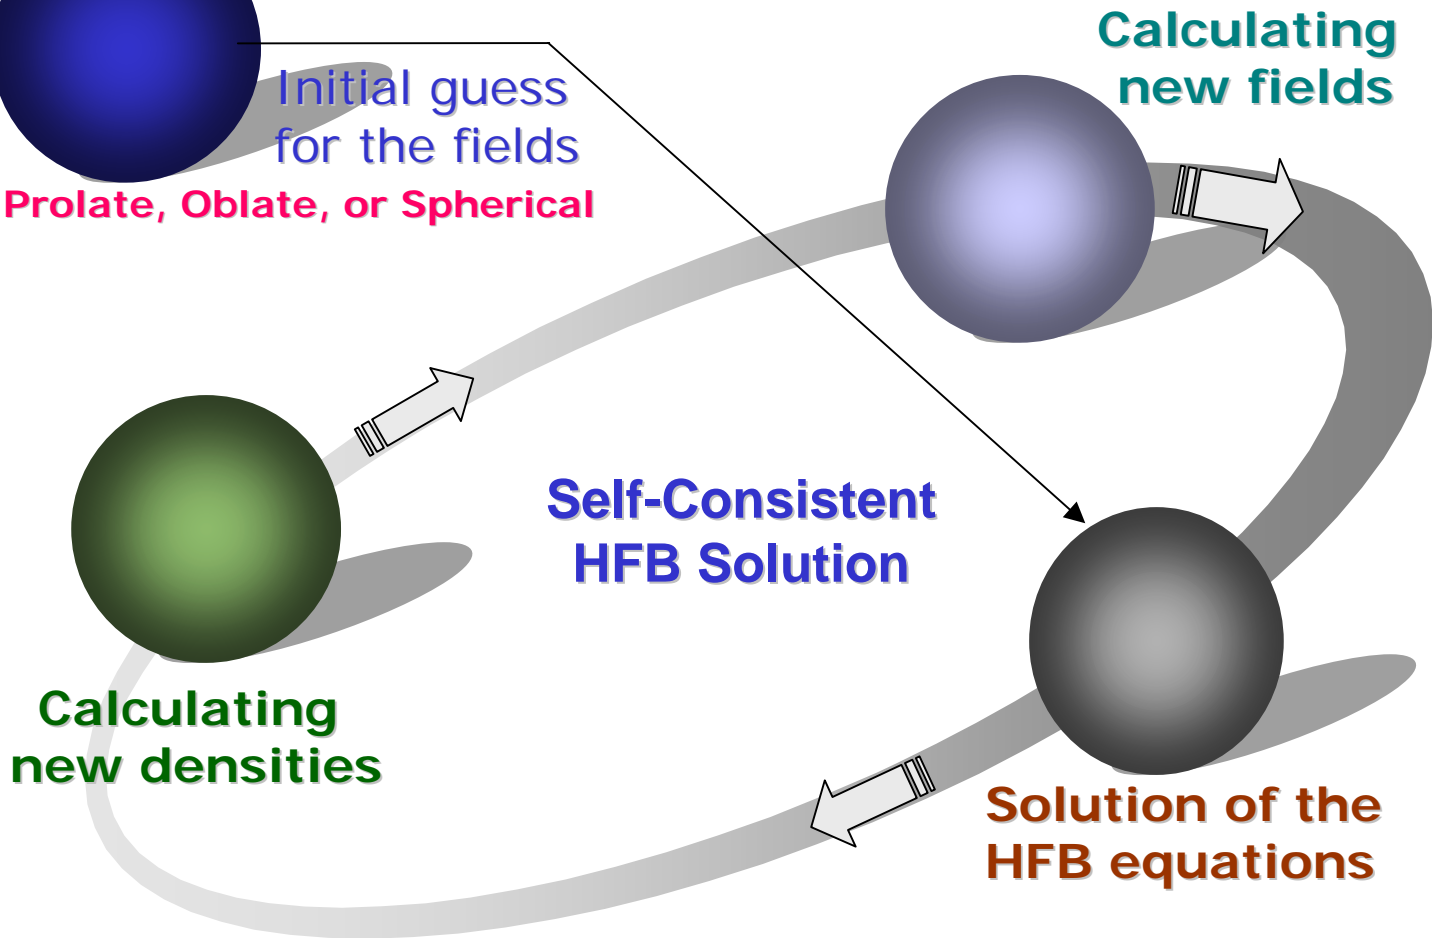 Calculating
new fields
Initial guess
for the fields
Prolate, Oblate, or Spherical
Self-Consistent
HFB Solution
Calculating
new densities
Solution of the
HFB equations